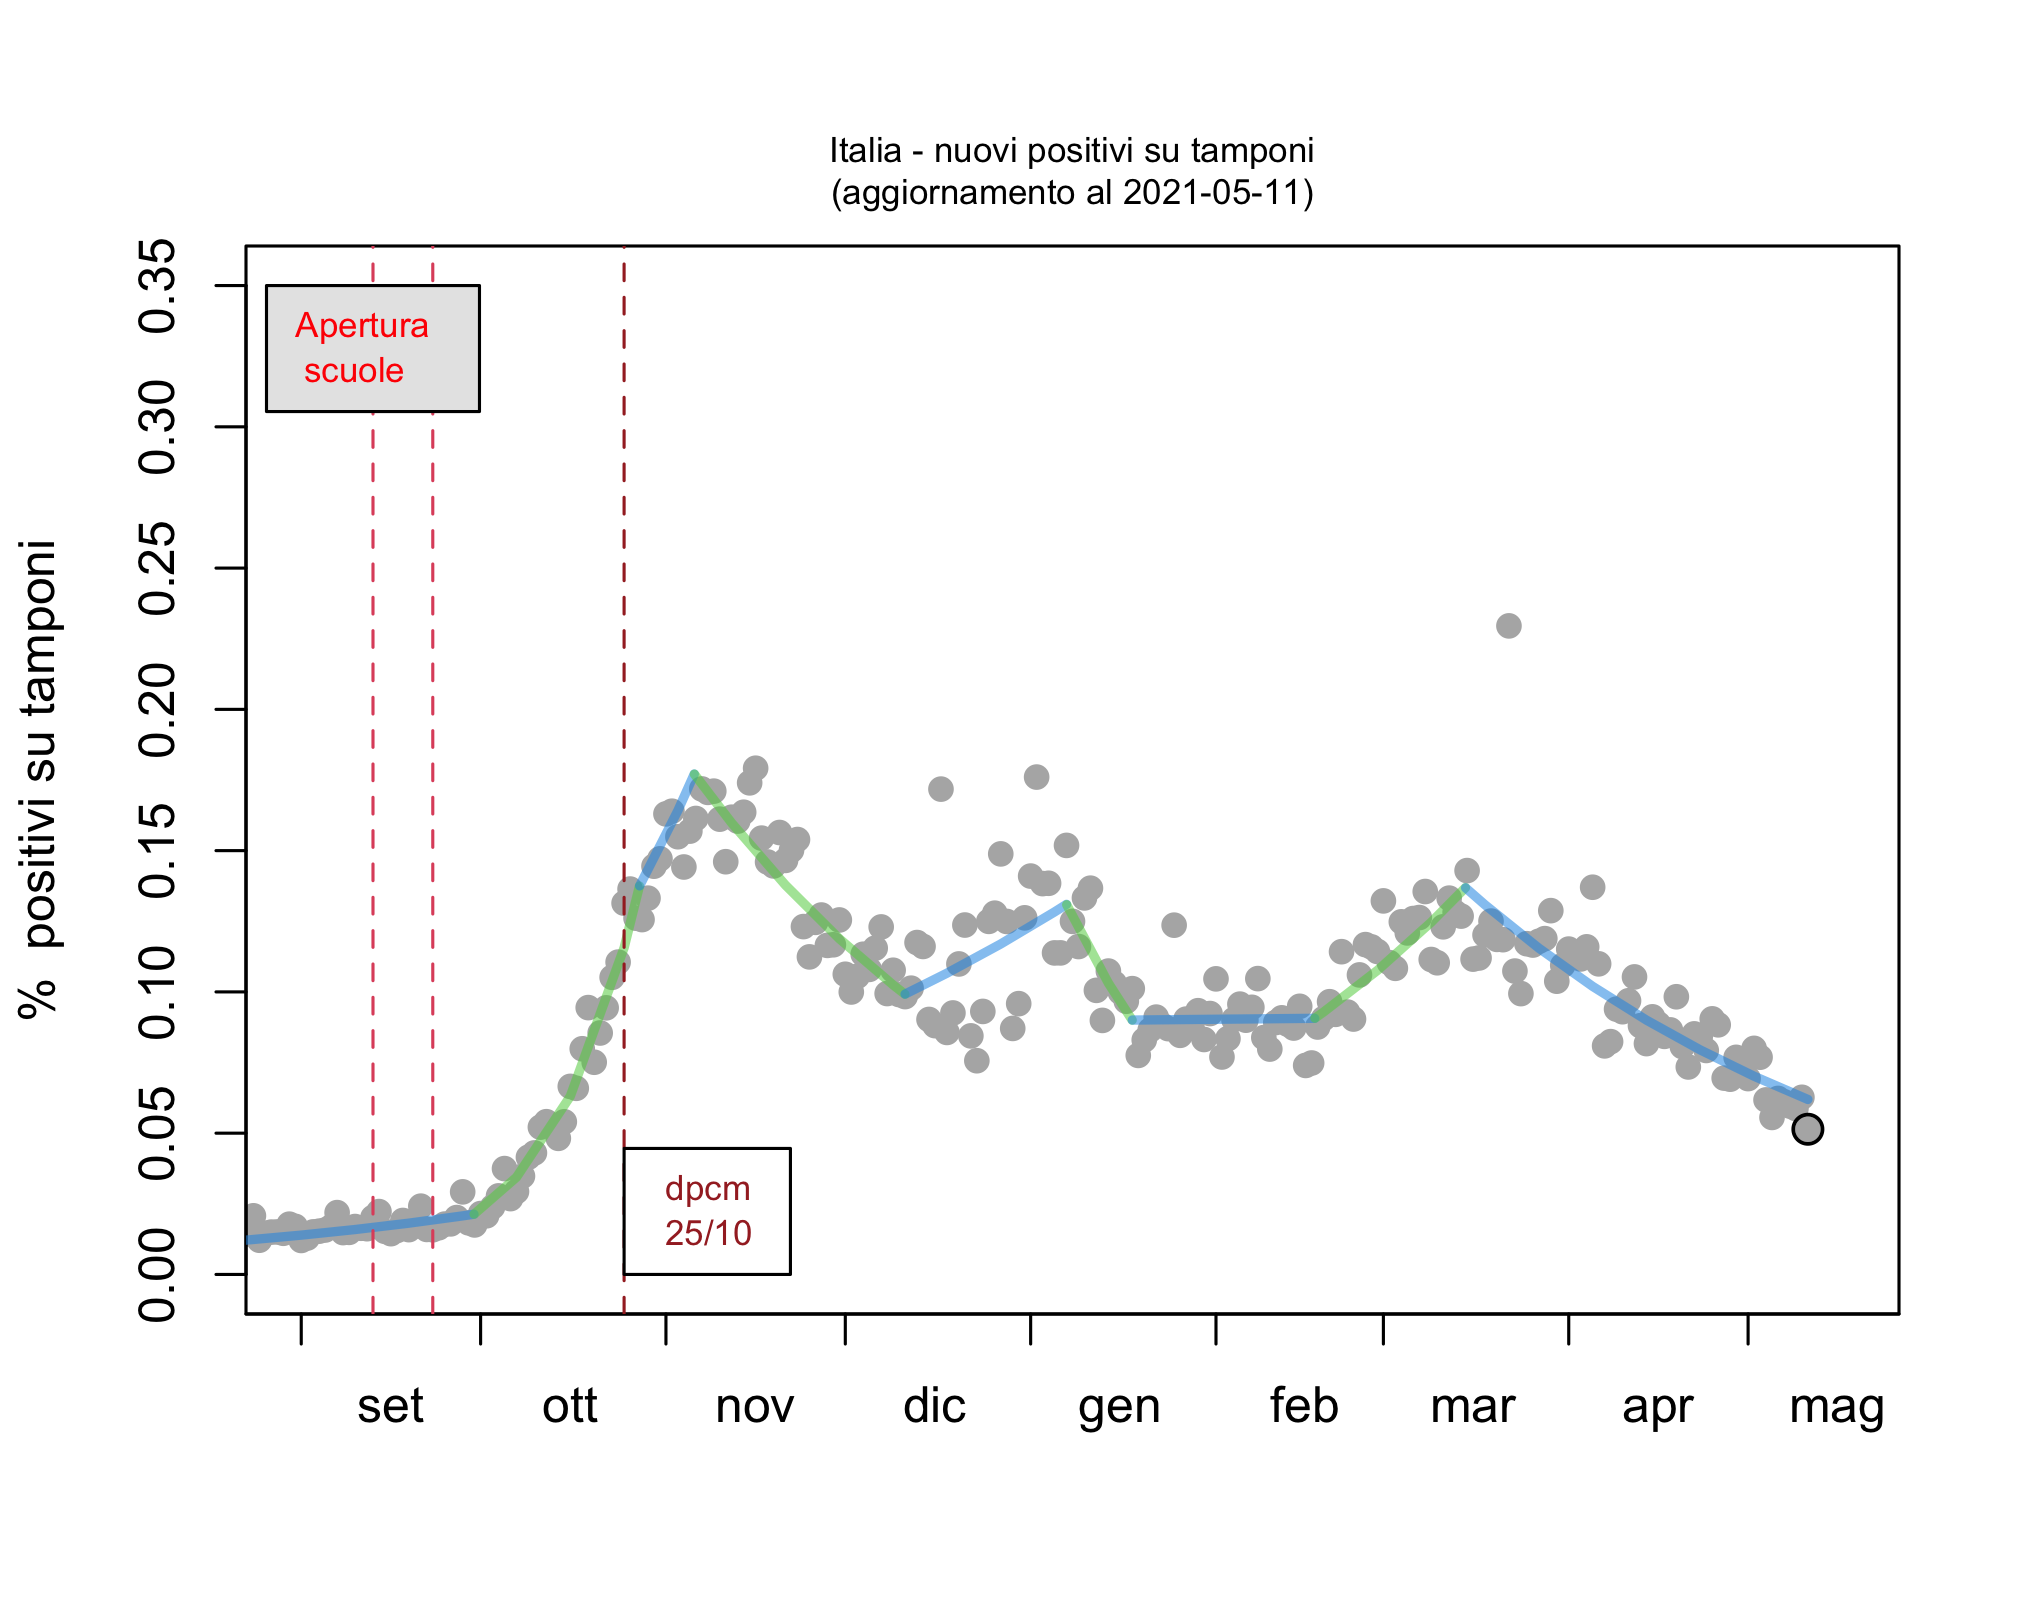 Italia - nuovi positivi su tamponi
(aggiornamento al 2021-05-11)
% positivi su tamponi
0.35
0.30
0.25
0.20
0.15
0.10
0.05
0.00
Apertura
scuole
dpcm
25/10
set ott nov dic gen feb mar apr mag